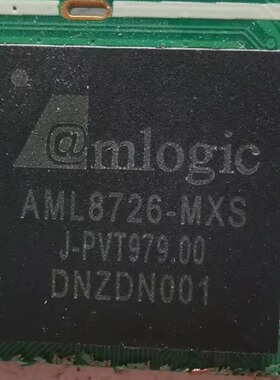 @mlogic
AML8726-MXS
J-PVT979.00
DNZDN001